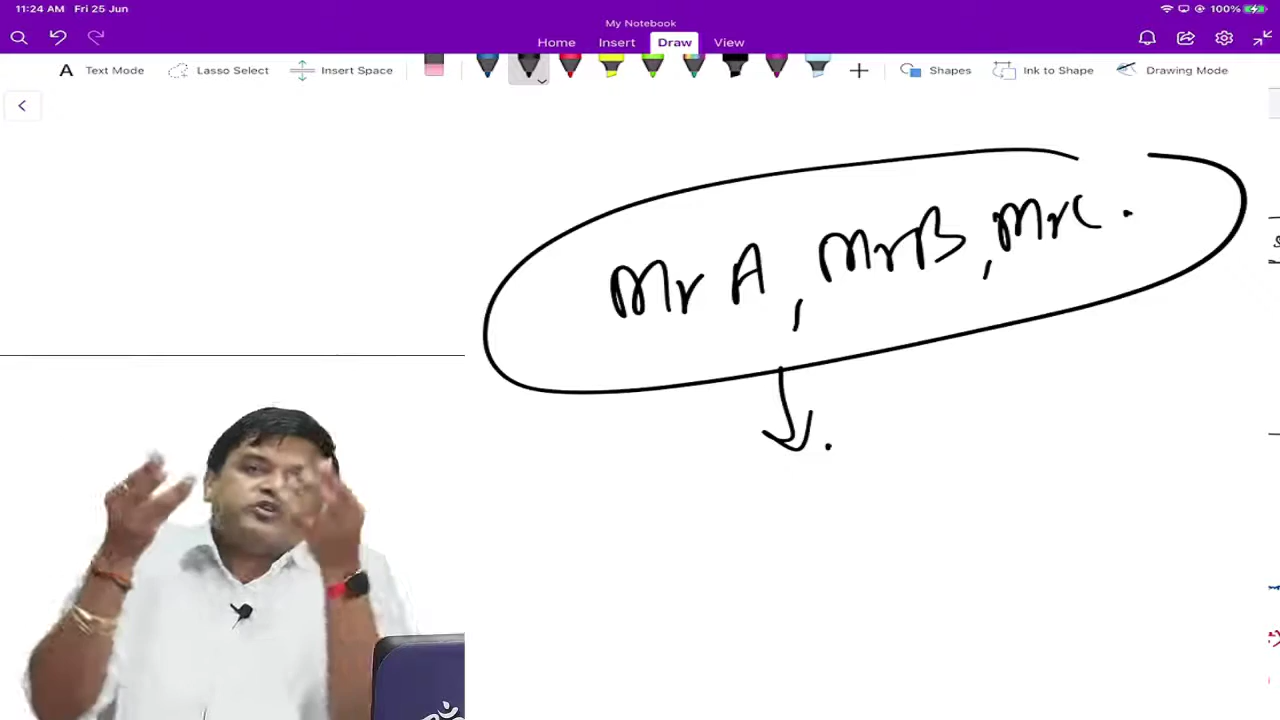 11:24 AM Fri 25 Jun
100%
My Notebook
Home Insert Draw View
A Text Mode Lasso Select Insert Space Shapes Ink to Shape Drawing Mode
Mr A, Mr B, Mr C.
ॐ